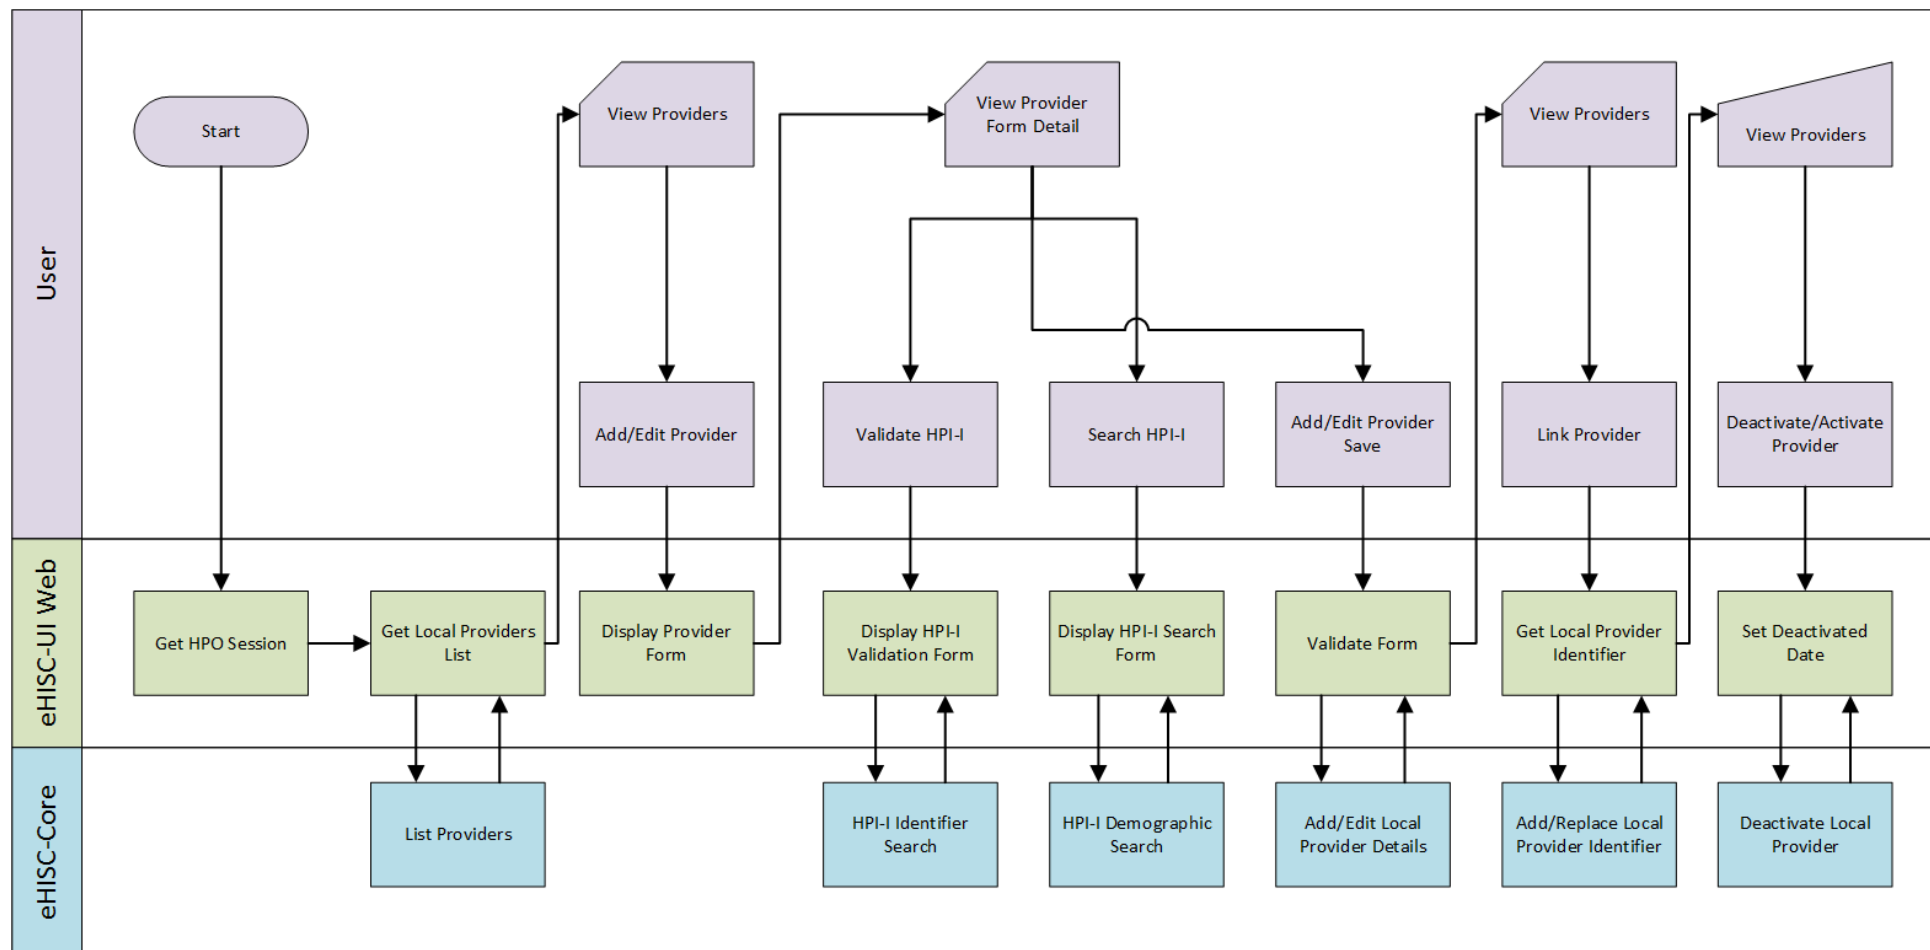 User
Start
View Providers
View Provider
Form Detail
View Providers
View Providers
Add/Edit Provider
Validate HPI-I
Search HPI-I
Add/Edit Provider
Save
Link Provider
Deactivate/Activate
Provider
eHISC-UI Web
Get HPO Session
Get Local Providers
List
Display Provider
Form
Display HPI-I
Validation Form
Display HPI-I Search
Form
Validate Form
Get Local Provider
Identifier
Set Deactivated
Date
eHISC-Core
List Providers
HPI-I Identifier
Search
HPI-I Demographic
Search
Add/Edit Local
Provider Details
Add/Replace Local
Provider Identifier
Deactivate Local
Provider